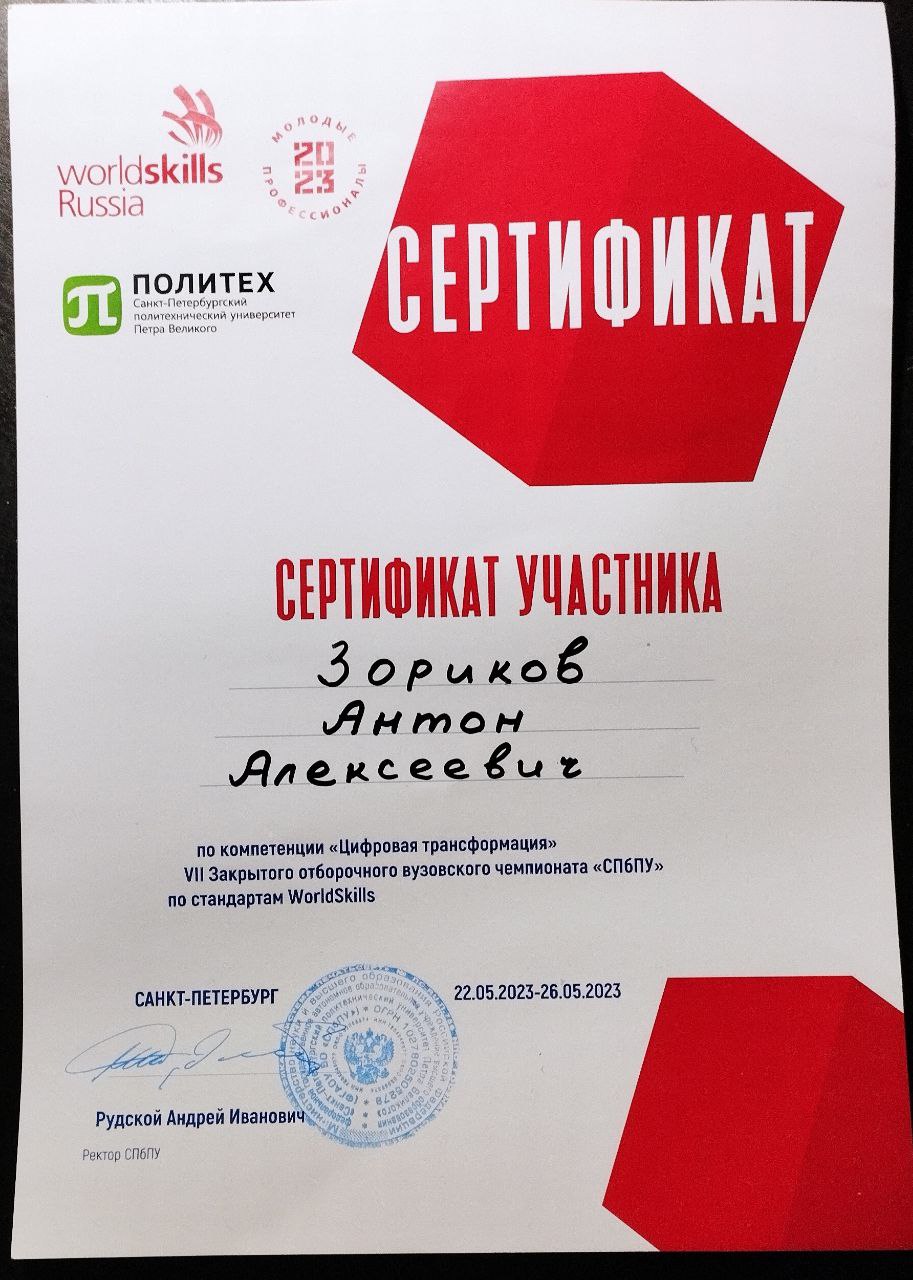 worldskills
Russia
МОЛОДЫЕ
2023
ПРОФЕССИОНАЛЫ
СЕРТИФИКАТ
ПОЛИТЕХ
Санкт-Петербургский
политехнический университет
Петра Великого
СЕРТИФИКАТ УЧАСТНИКА
Зориков
Антон
Алексеевич
по компетенции «Цифровая трансформация»
VII Закрытого отборочного вузовского чемпионата «СПбПУ»
по стандартам WorldSkills
САНКТ-ПЕТЕРБУРГ
22.05.2023-26.05.2023
Рудской Андрей Иванович
Ректор СПбПУ